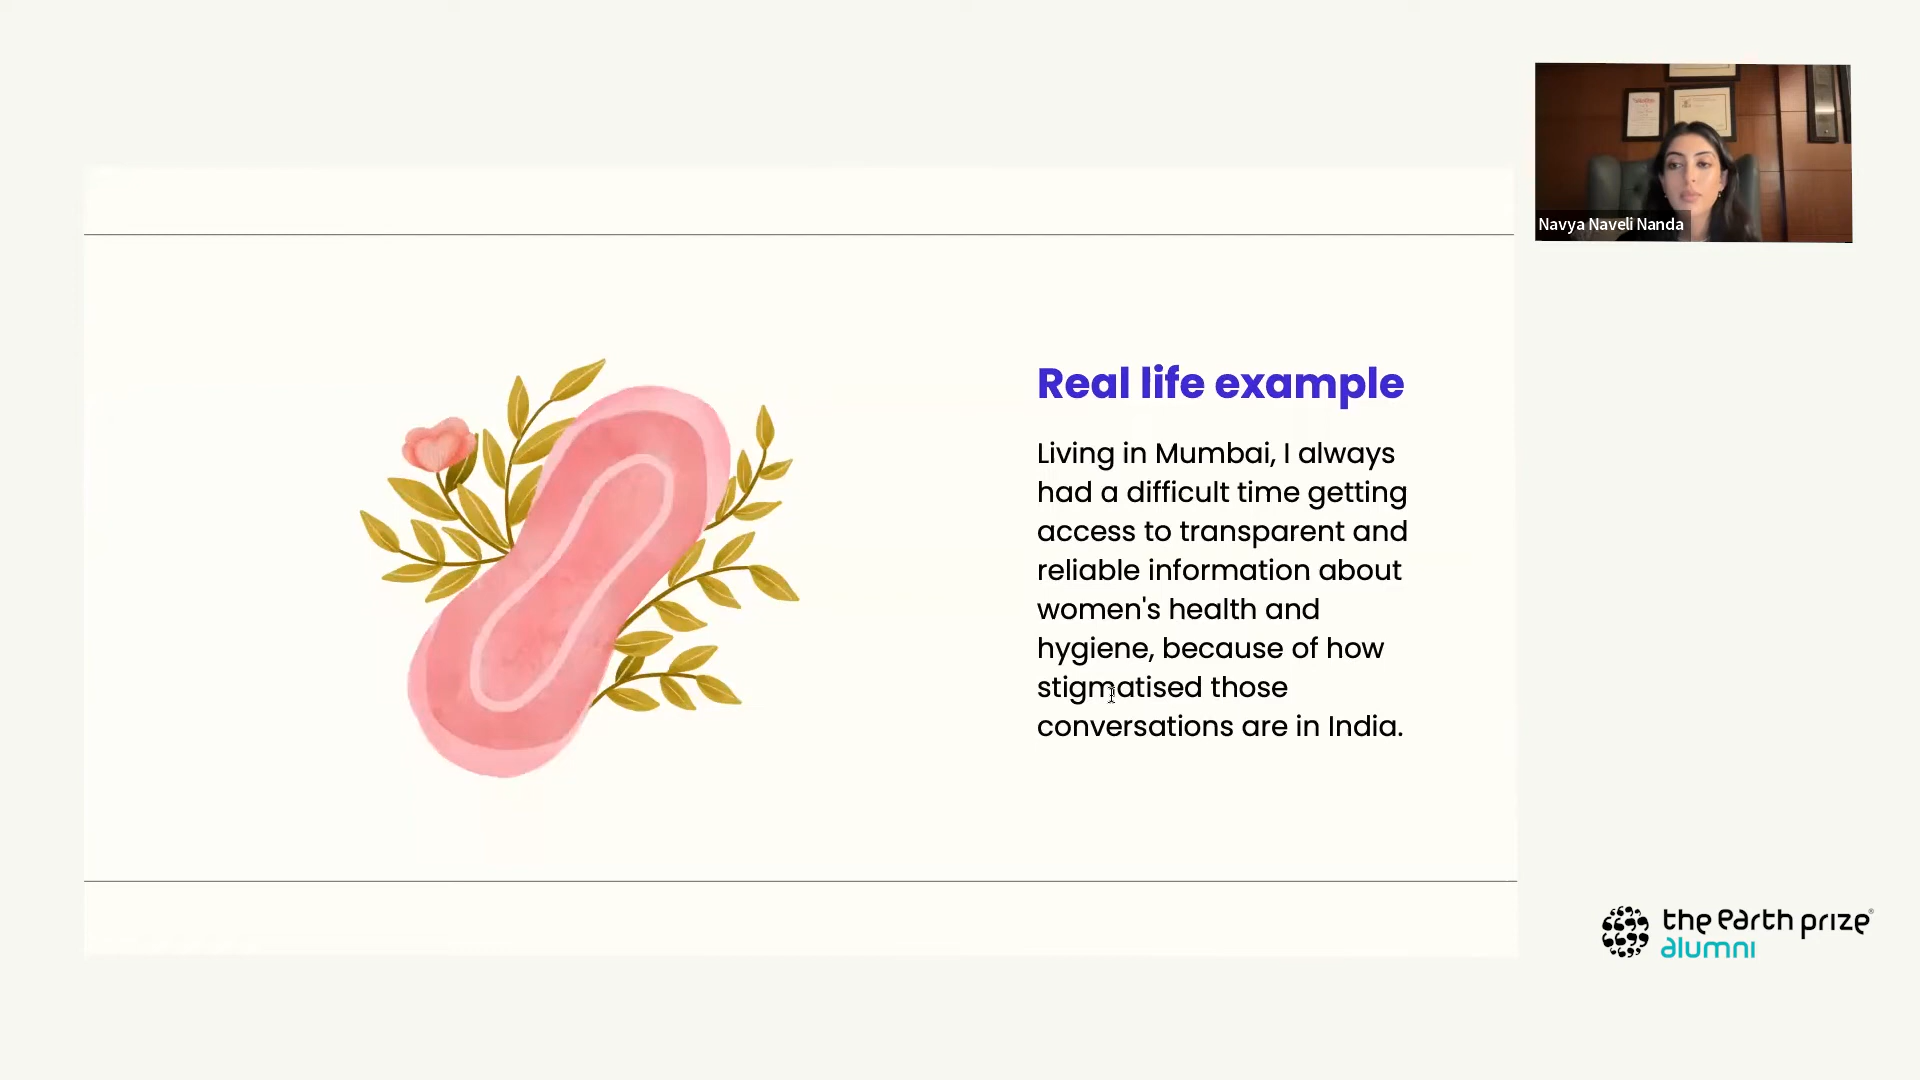 Navya Naveli Nanda
Real life example
Living in Mumbai, I always
had a difficult time getting
access to transparent and
reliable information about
women's health and
hygiene, because of how
stigmatised those
conversations are in India.
the earth prize®
alumni